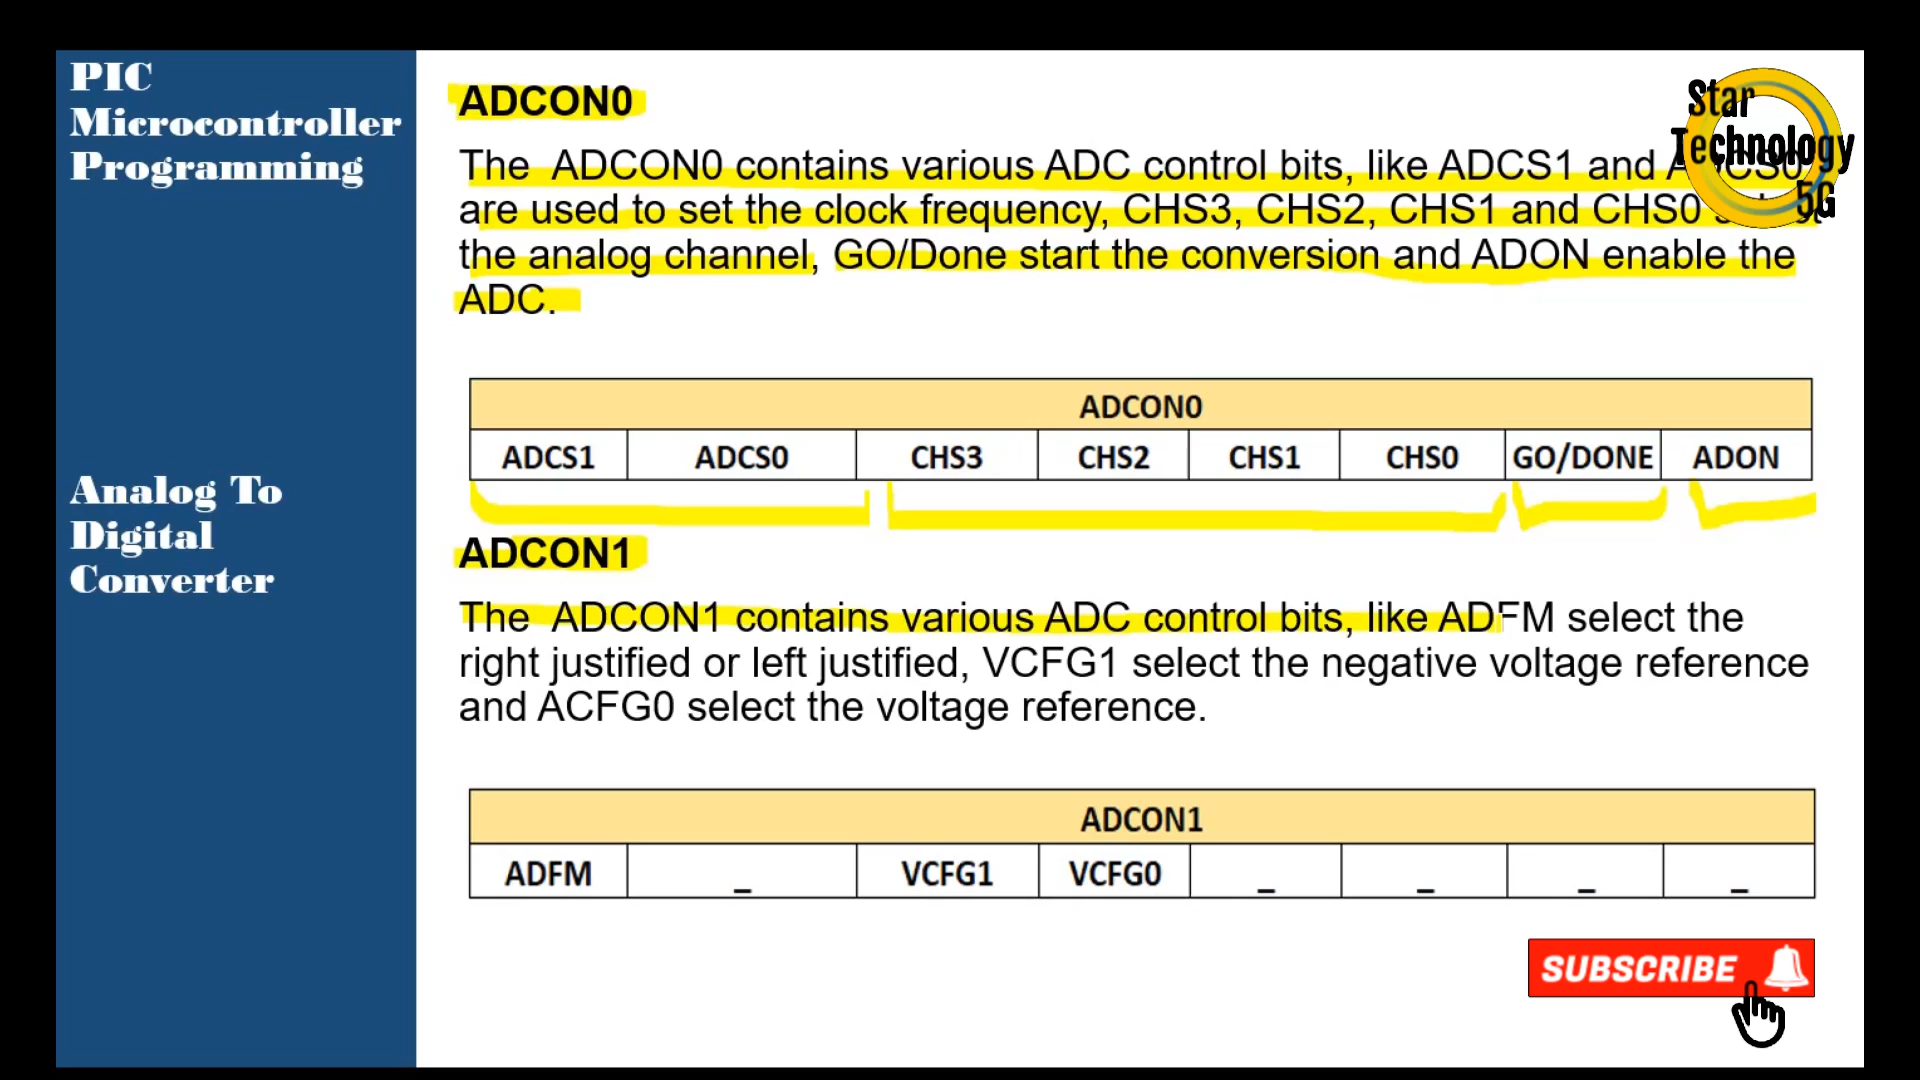 PIC
Microcontroller
Programming
Analog To
Digital
Converter
Star
Technology
5G
ADCON0
The ADCON0 contains various ADC control bits, like ADCS1 and
are used to set the clock frequency, CHS3, CHS2, CHS1 and CHS0
the analog channel, GO/Done start the conversion and ADON enable the
ADC.
ADCON0
ADCS1 ADCS0 CHS3 CHS2 CHS1 CHS0 GO/DONE ADON
ADCON1
The ADCON1 contains various ADC control bits, like ADFM select the
right justified or left justified, VCFG1 select the negative voltage reference
and ACFG0 select the voltage reference.
ADCON1
ADFM _ VCFG1 VCFG0 _ _ _ _
SUBSCRIBE